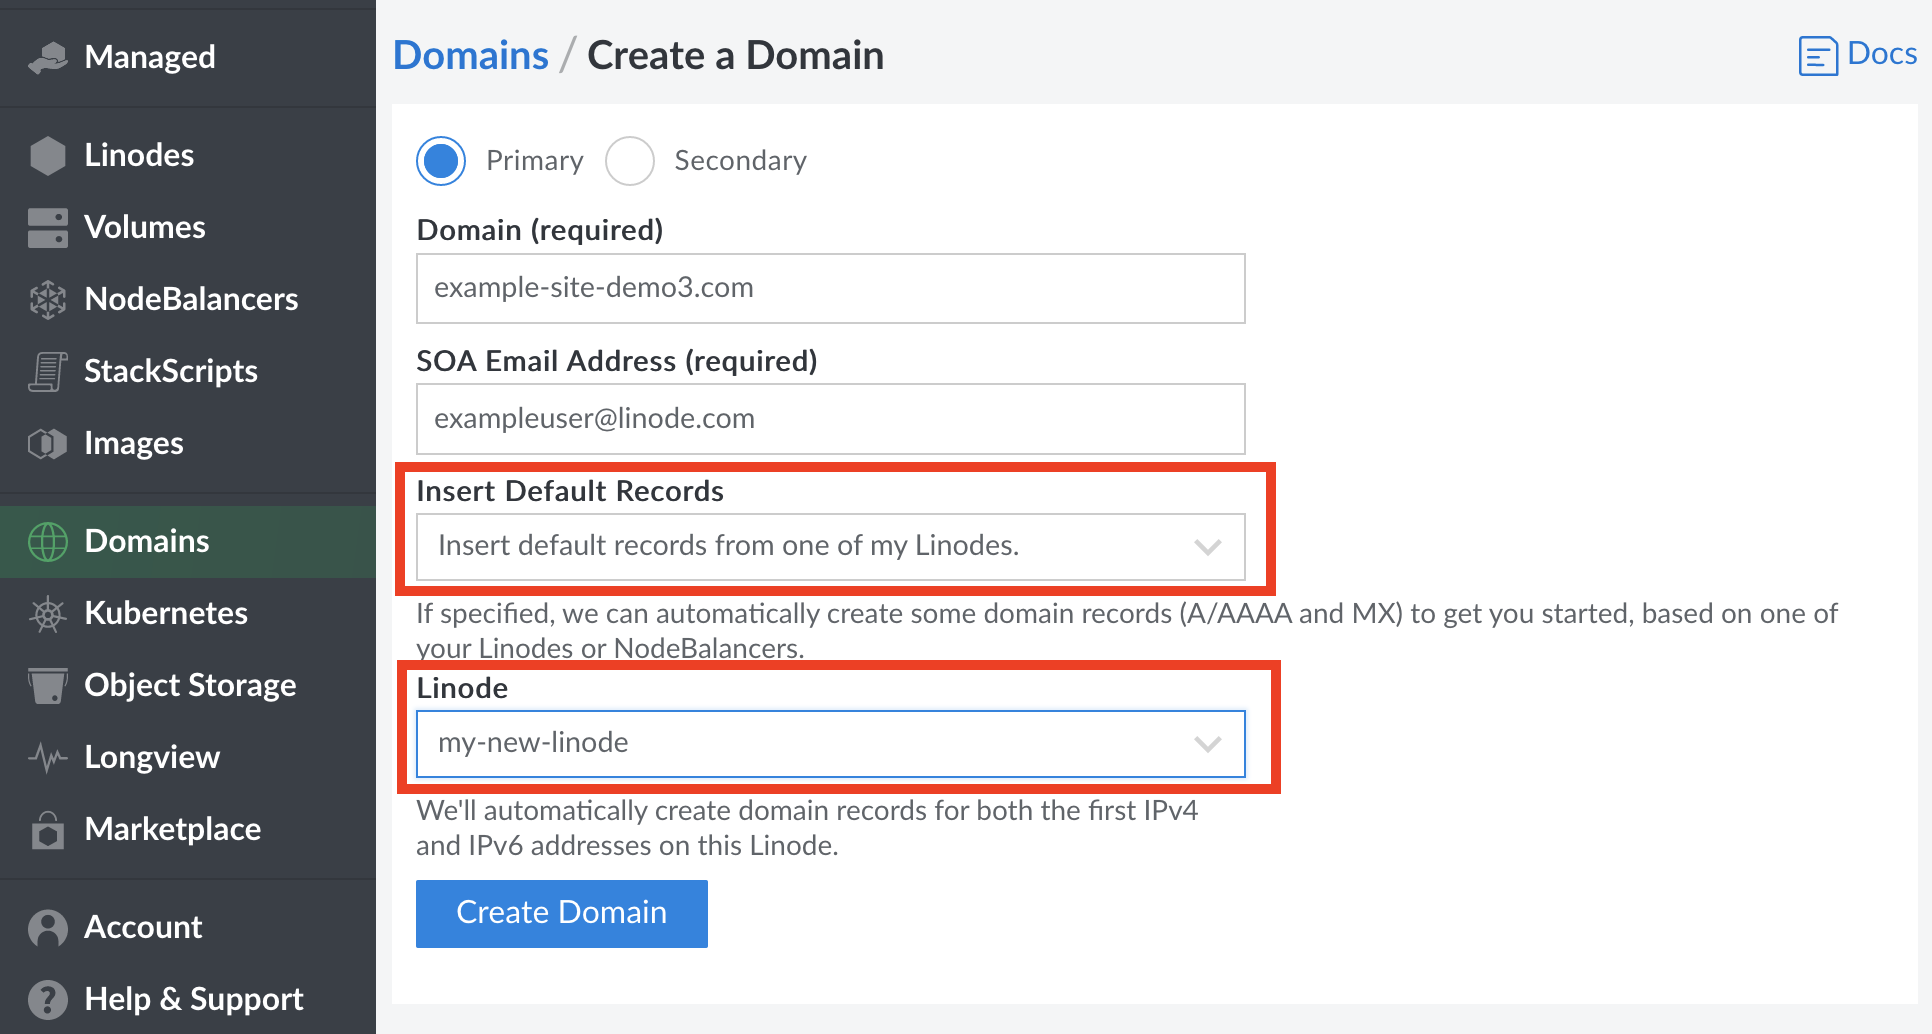 Managed
Linodes
Volumes
NodeBalancers
StackScripts
Images
Domains
Kubernetes
Object Storage
Longview
Marketplace
Account
Help & Support
Domains / Create a Domain
Docs
Primary
Secondary
Domain (required)
example-site-demo3.com
SOA Email Address (required)
exampleuser@linode.com
Insert Default Records
Insert default records from one of my Linodes.
If specified, we can automatically create some domain records (A/AAAA and MX) to get you started, based on one of
your Linodes or NodeBalancers.
Linode
my-new-linode
We'll automatically create domain records for both the first IPv4
and IPv6 addresses on this Linode.
Create Domain